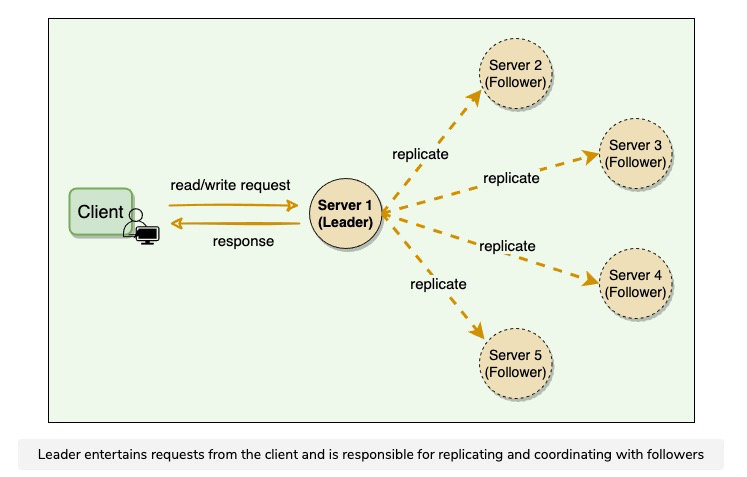 Server 2
(Follower)
Server 3
(Follower)
replicate
replicate
read/write request
Client
Server 1
(Leader)
response
replicate
replicate
Server 4
(Follower)
Server 5
(Follower)
Leader entertains requests from the client and is responsible for replicating and coordinating with followers